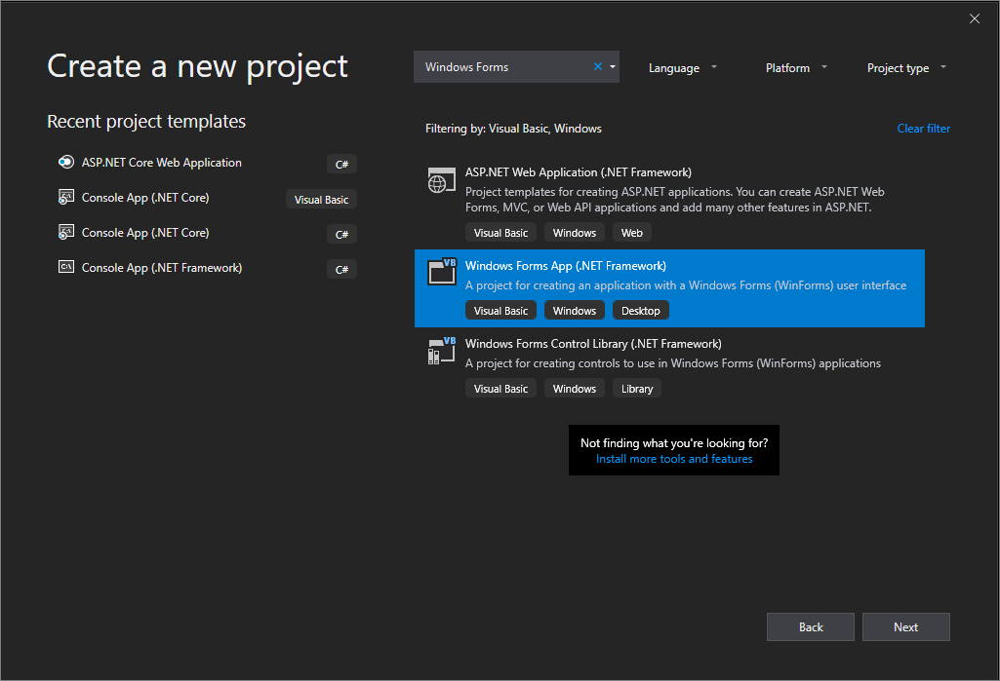 Create a new project
Windows Forms
Language
Platform
Project type
Recent project templates
ASP.NET Core Web Application
C#
Console App (.NET Core)
Visual Basic
Console App (.NET Core)
C#
Console App (.NET Framework)
C#
Filtering by: Visual Basic, Windows
Clear filter
ASP.NET Web Application (.NET Framework)
Project templates for creating ASP.NET applications. You can create ASP.NET Web
Forms, MVC, or Web API applications and add many other features in ASP.NET.
Visual Basic
Windows
Web
VB
Windows Forms App (.NET Framework)
A project for creating an application with a Windows Forms (WinForms) user interface
Visual Basic
Windows
Desktop
VB
Windows Forms Control Library (.NET Framework)
A project for creating controls to use in Windows Forms (WinForms) applications
Visual Basic
Windows
Library
Not finding what you're looking for?
Install more tools and features
Back
Next